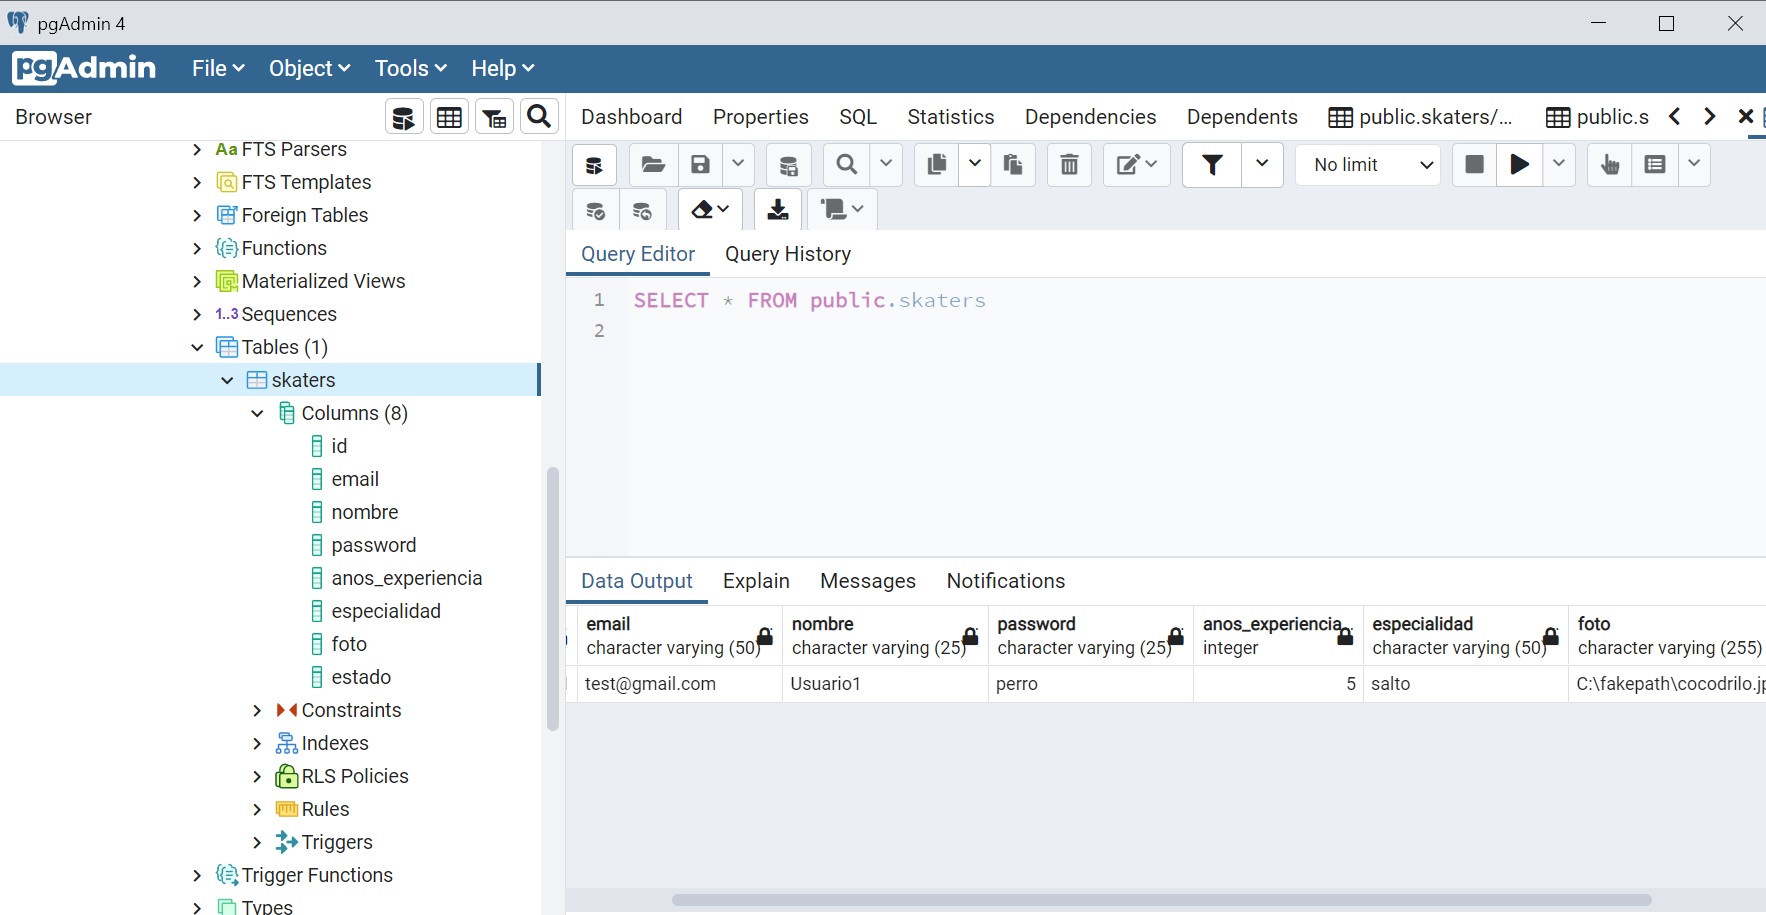 pgAdmin 4
pgAdmin File Object Tools Help
Browser
Dashboard Properties SQL Statistics Dependencies Dependents public.skaters/... public.s
FTS Parsers
FTS Templates
Foreign Tables
Functions
Materialized Views
1..3 Sequences
Tables (1)
skaters
Columns (8)
id
email
nombre
password
anos_experiencia
especialidad
foto
estado
Constraints
Indexes
RLS Policies
Rules
Triggers
Trigger Functions
Types
No limit
Query Editor Query History
1 SELECT * FROM public.skaters
2
Data Output Explain Messages Notifications
email nombre password anos_experiencia especialidad foto
character varying (50) character varying (25) character varying (25) integer character varying (50) character varying (255)
test@gmail.com Usuario1 perro 5 salto C:\fakepath\cocodrilo.jp